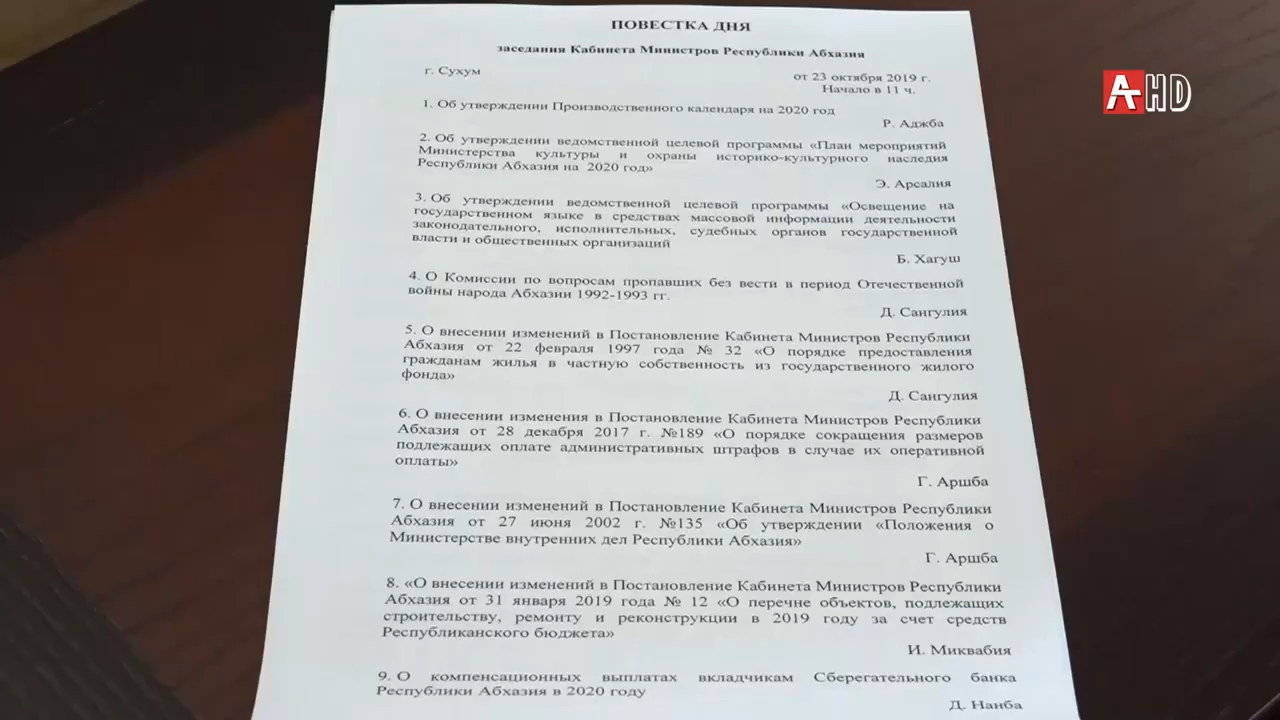 ПОВЕСТКА ДНЯ
заседания Кабинета Министров Республики Абхазия
г. Сухум
от 23 октября 2019 г.
Начало в 11 ч.
1. Об утверждении Производственного календаря на 2020 год
Р. Аджба
2. Об утверждении ведомственной целевой программы «План мероприятий
Министерства культуры и охраны историко-культурного наследия
Республики Абхазия на 2020 год»
Э. Арсалия
3. Об утверждении ведомственной целевой программы «Освещение на
государственном языке в средствах массовой информации деятельности
законодательного, исполнительных, судебных органов государственной
власти и общественных организаций
Б. Хагуш
4. О Комиссии по вопросам пропавших без вести в период Отечественной
войны народа Абхазии 1992-1993 гг.
Д. Сангулия
5. О внесении изменений в Постановление Кабинета Министров Республики
Абхазия от 22 февраля 1997 года № 32 «О порядке предоставления
гражданам жилья в частную собственность из государственного жилого
фонда»
Д. Сангулия
6. О внесении изменения в Постановление Кабинета Министров Республики
Абхазия от 28 декабря 2017 г. №189 «О порядке сокращения размеров
подлежащих оплате административных штрафов в случае их оперативной
оплаты»
Г. Аршба
7. О внесении изменений в Постановление Кабинета Министров Республики
Абхазия от 27 июня 2002 г. №135 «Об утверждении «Положения о
Министерстве внутренних дел Республики Абхазия»
Г. Аршба
8. «О внесении изменений в Постановление Кабинета Министров Республики
Абхазия от 31 января 2019 года № 12 «О перечне объектов, подлежащих
строительству, ремонту и реконструкции в 2019 году за счет средств
Республиканского бюджета»
И. Миквабия
9. О компенсационных выплатах вкладчикам Сберегательного банка
Республики Абхазия в 2020 году
Д. Нанба
А HD